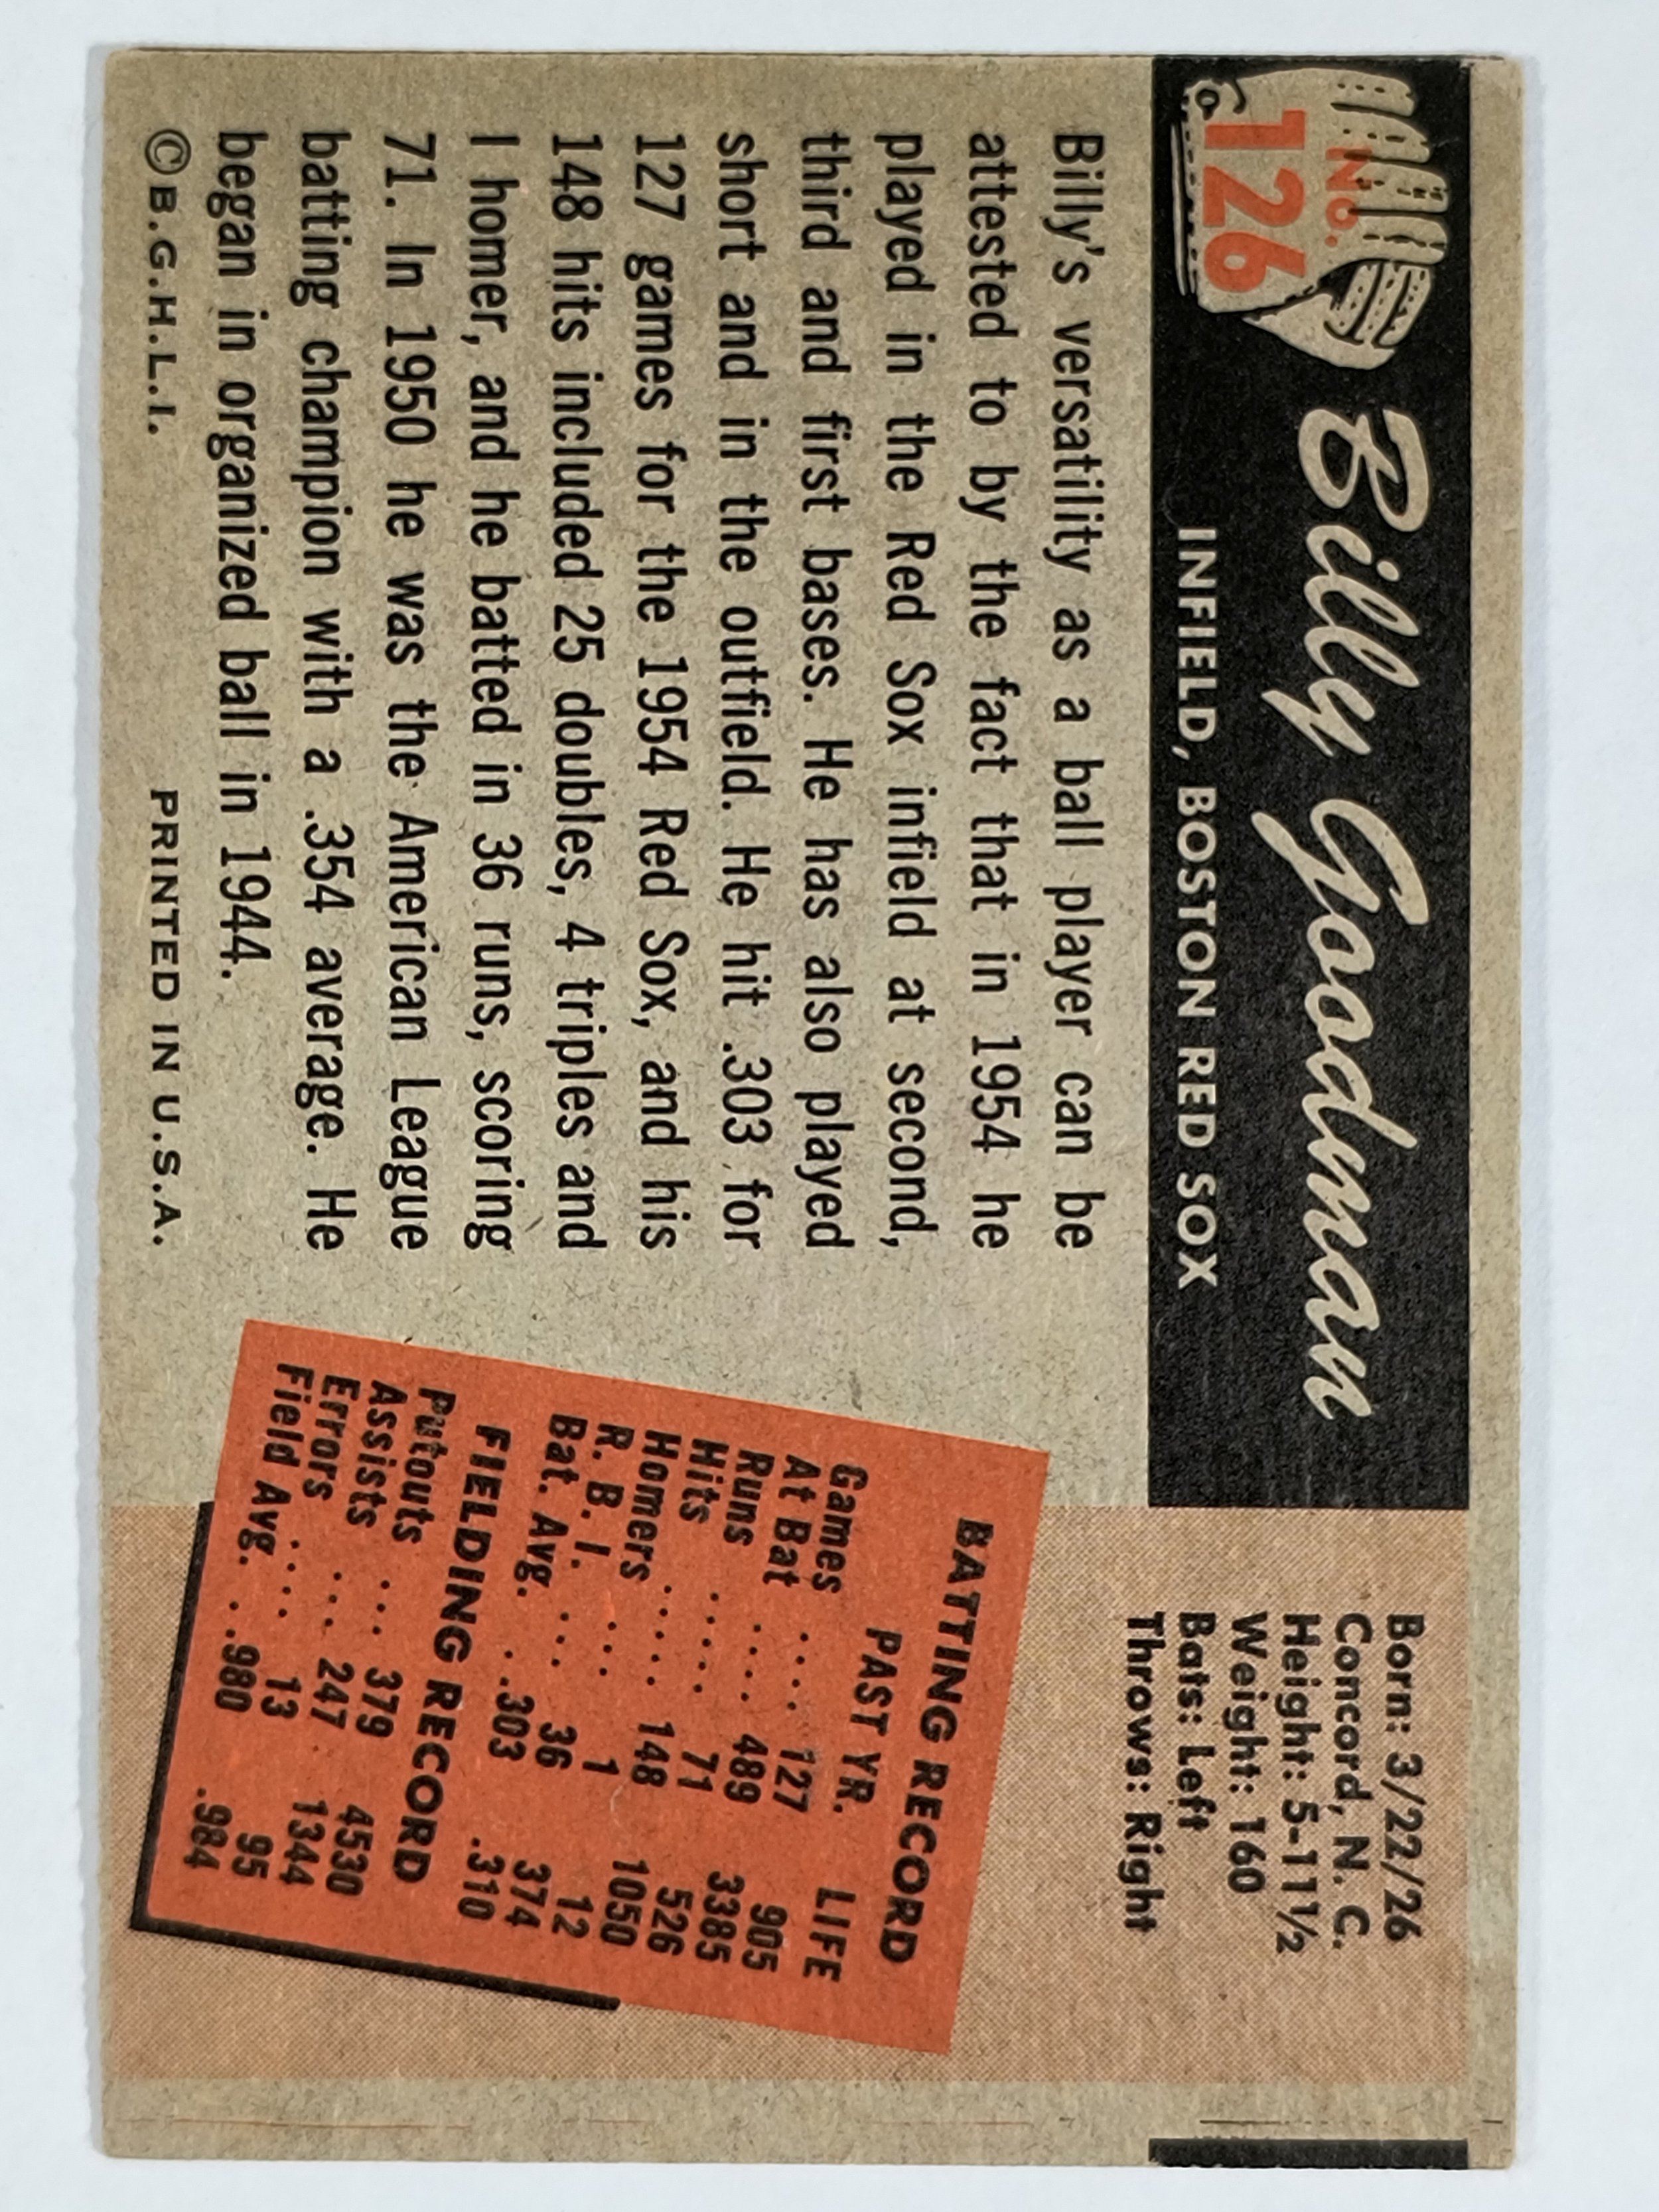 No.
126
Billy Goodman
INFIELD, BOSTON RED SOX
Born: 3/22/26
Concord, N. C.
Height: 5-11½
Weight: 160
Bats: Left
Throws: Right
Billy's versatility as a ball player can be
attested to by the fact that in 1954 he
played in the Red Sox infield at second,
third and first bases. He has also played
short and in the outfield. He hit .303 for
127 games for the 1954 Red Sox, and his
148 hits included 25 doubles, 4 triples and
I homer, and he batted in 36 runs, scoring
71. In 1950 he was the American League
batting champion with a .354 average. He
began in organized ball in 1944.
© B.G.H.L.I. PRINTED IN U.S.A.
BATTING RECORD
PAST YR. LIFE
Games .... 127 905
At Bat .... 489 3385
Runs ..... 71 526
Hits ..... 148 1050
Homers ... 1 12
R. B. I. ... 36 374
Bat. Avg. . .303 .310
FIELDING RECORD
Putouts ... 379 4530
Assists ... 247 1344
Errors .... 13 95
Field Avg. . .980 .984